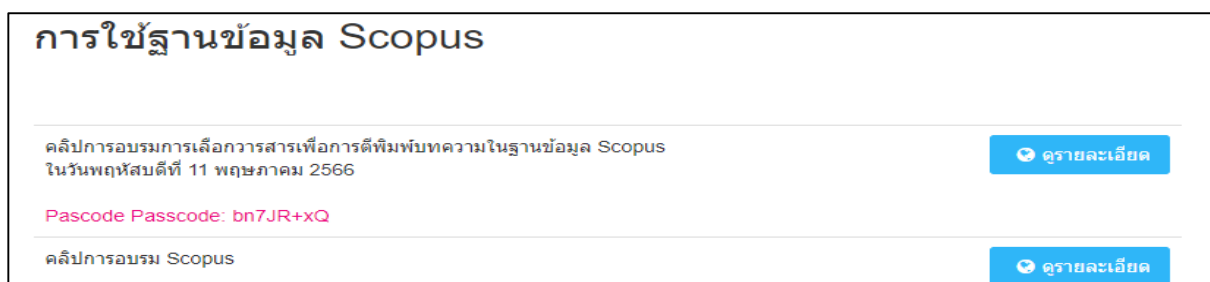 การใช้ฐานข้อมูล Scopus
คลิปการอบรมการเลือกวารสารเพื่อการตีพิมพ์บทความในฐานข้อมูล Scopus
ในวันพฤหัสบดีที่ 11 พฤษภาคม 2566
ดูรายละเอียด
Pascode Passcode: bn7JR+xQ
คลิปการอบรม Scopus
ดูรายละเอียด